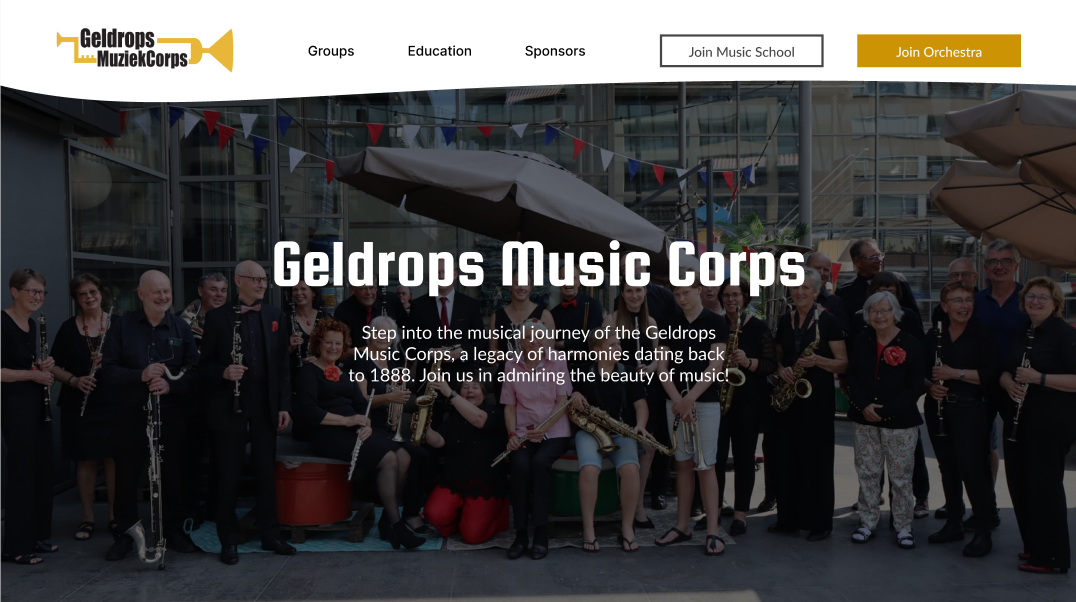 Geldrops
MuziekCorps
Groups
Education
Sponsors
Join Music School
Join Orchestra
Geldrops Music Corps
Step into the musical journey of the Geldrops
Music Corps, a legacy of harmonies dating back
to 1888. Join us in admiring the beauty of music!